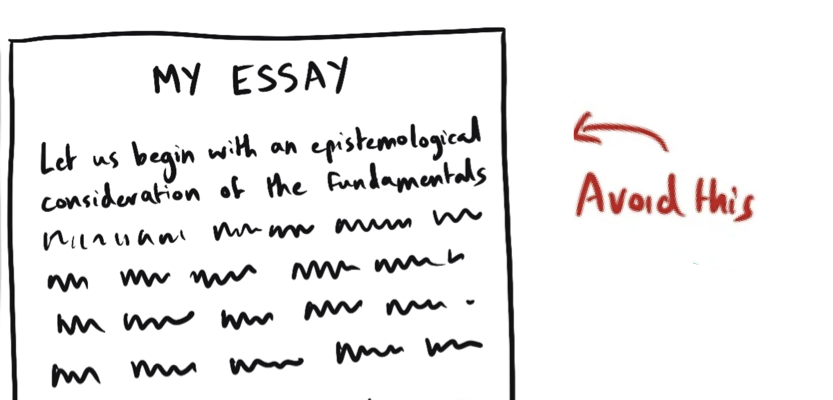 MY ESSAY
Let us begin with an epistemological
consideration of the fundamentals
Avoid this